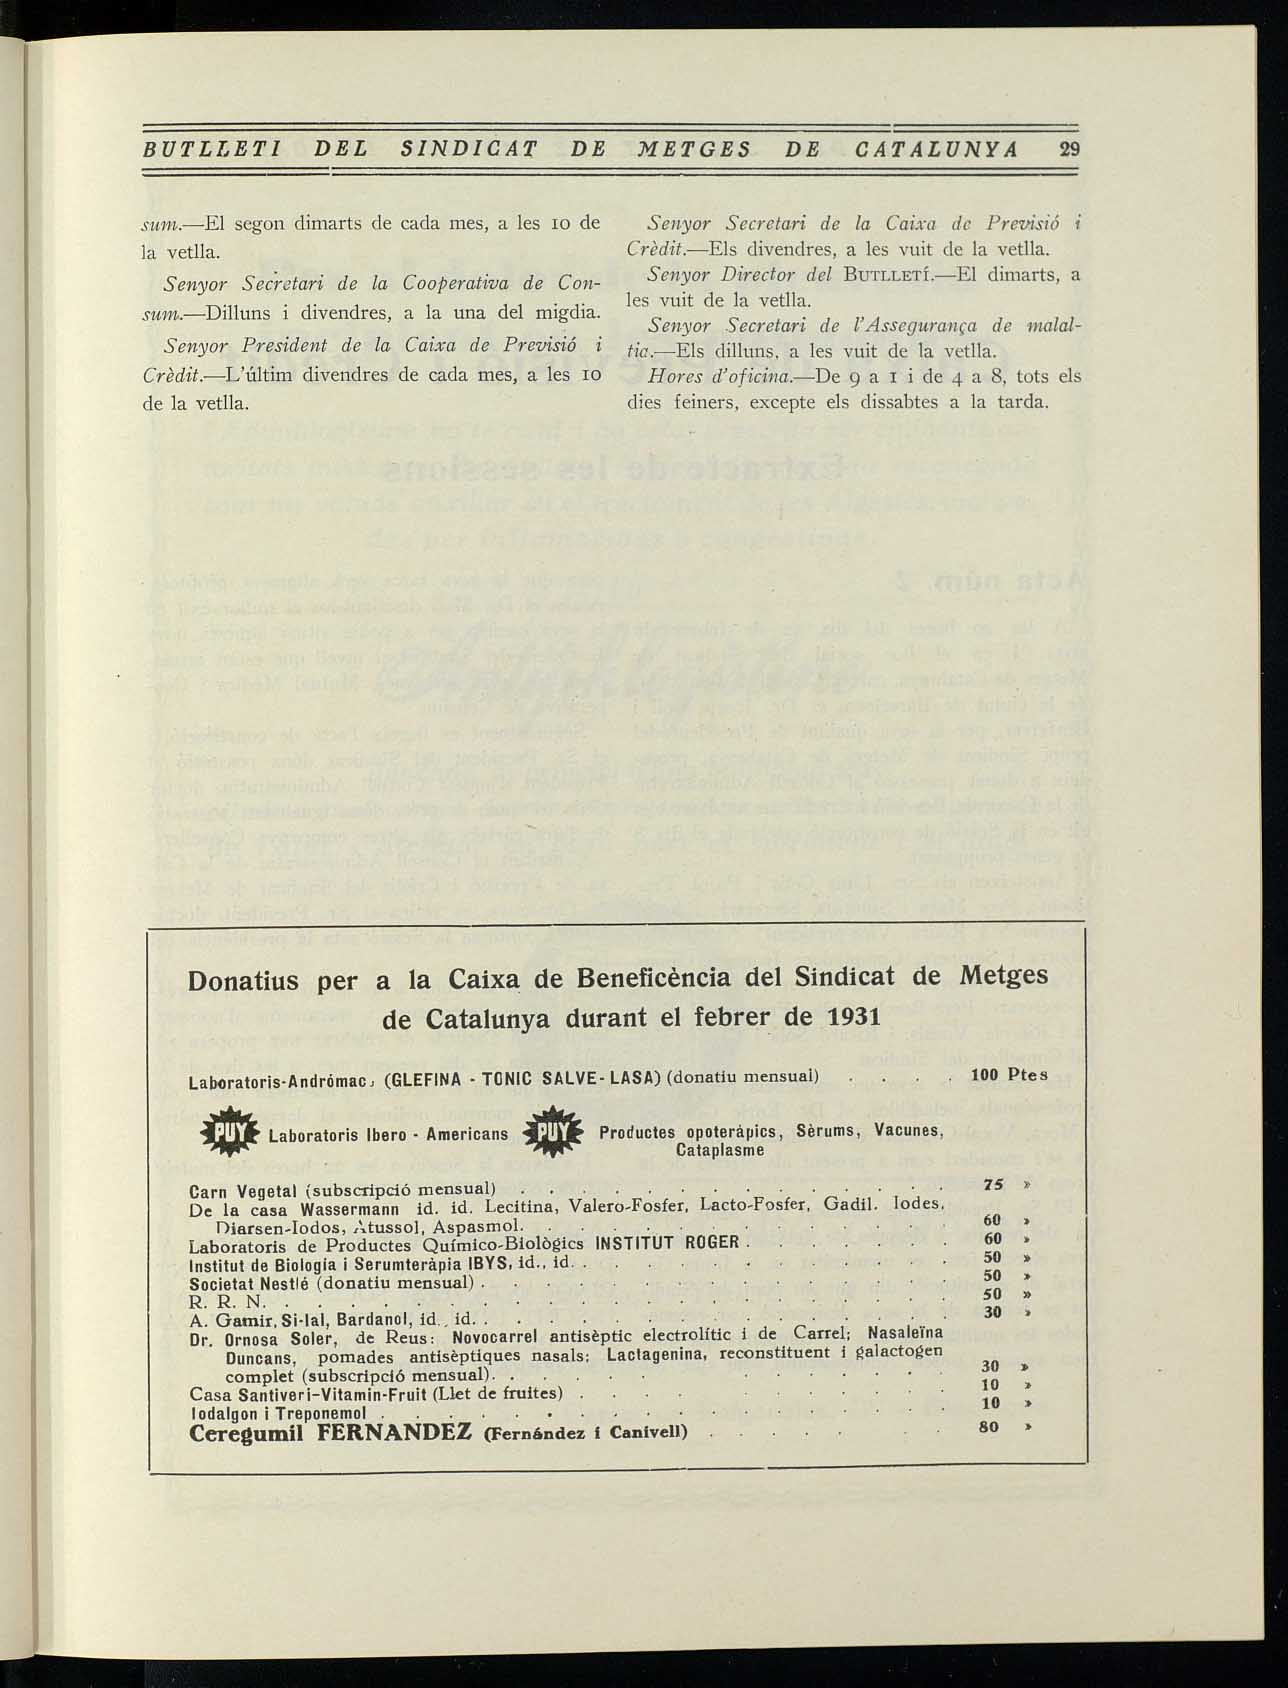 BUTLLETI DEL SINDICAT DE METGES DE CATALUNYA 29
sum.—El segon dimarts de cada mes, a les 10 de
la vetlla.
Senyor Secretari de la Cooperativa de Con-
sum.—Dilluns i divendres, a la una del migdia.
Senyor President de la Caixa de Previsió i
Crèdit.—L'últim divendres de cada mes, a les 10
de la vetlla.
Senyor Secretari de la Caixa de Previsió i
Crèdit.—Els divendres, a les vuit de la vetlla.
Senyor Director del BUTLLETÍ.—El dimarts, a
les vuit de la vetlla.
Senyor Secretari de l'Assegurança de malal-
tia.—Els dilluns, a les vuit de la vetlla.
Hores d'oficina.—De 9 a 1 i de 4 a 8, tots els
dies feiners, excepte els dissabtes a la tarda.
Donatius per a la Caixa de Beneficència del Sindicat de Metges
de Catalunya durant el febrer de 1931
Laboratoris-Andrómaco (GLEFINA - TONIC SALVE - LASA) (donatiu mensual) . . . . 100 Ptes
PUY Laboratoris Ibero - Americans PUY Productes opoteràpics, Sèrums, Vacunes,
Cataplasme
Carn Vegetal (subscripció mensual) . . . . . . . . . . . . . . 75 »
De la casa Wassermann id. id. Lecitina, Valero-Fosfer, Lacto-Fosfer, Gadil. Iodes,
Diarsen-Iodos, Atussol, Aspasmol. . . . . . . . . . . . . . 60 »
Laboratoris de Productes Químico-Biològics INSTITUT ROGER . . . . . . . 60 »
Institut de Biologia i Serumteràpia IBYS, id., id. . . . . . . . . . . . . 50 »
Societat Nestlé (donatiu mensual) . . . . . . . . . . . . . . . 50 »
R. R. N. . . . . . . . . . . . . . . . . . . . . . 50 »
A. Gamir, Si-lal, Bardanol, id., id. . . . . . . . . . . . . . . . 30 »
Dr. Ornosa Soler, de Reus: Novocarrel antisèptic electrolític i de Carrel; Nasaleïna
Duncans, pomades antisèptiques nasals; Lactagenina, reconstituent i galactogen
complet (subscripció mensual). . . . . . . . . . . . . . 30 »
Casa Santiveri-Vitamin-Fruit (Llet de fruites) . . . . . . . . . . . 10 »
Iodalgon i Treponemol . . . . . . . . . . . . . . . . . . 10 »
Ceregumil FERNANDEZ (Fernández i Canivell) . . . . . . . 80 »